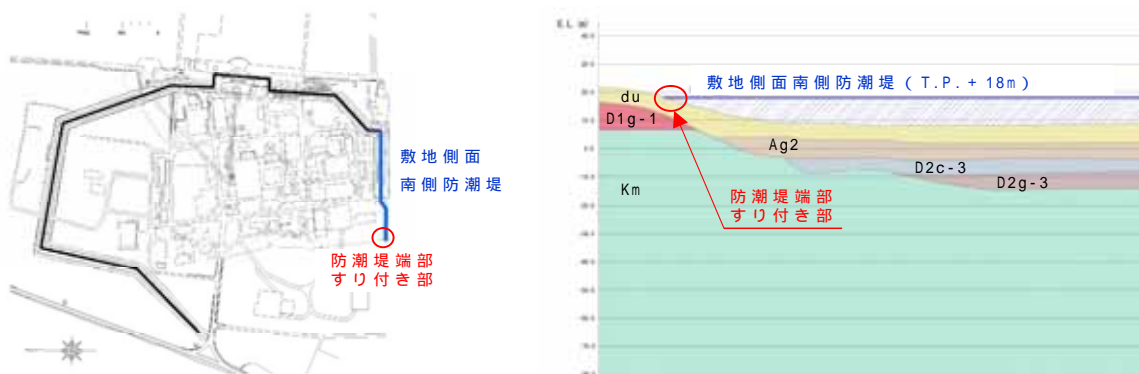 敷地側面
南側防潮堤
防潮堤端部
すり付き部
敷地側面南側防潮堤(T.P.+18m)
du
D1g-1
Ag2
D2c-3
D2g-3
Km
防潮堤端部
すり付き部